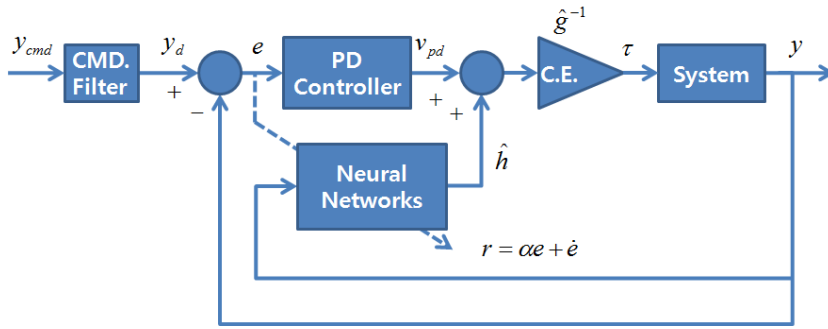 y_cmd
CMD.
Filter
y_d
+
−
e
PD
Controller
v_pd
+
+
ĝ⁻¹
C.E.
τ
System
y
Neural
Networks
ĥ
r = αe + ė